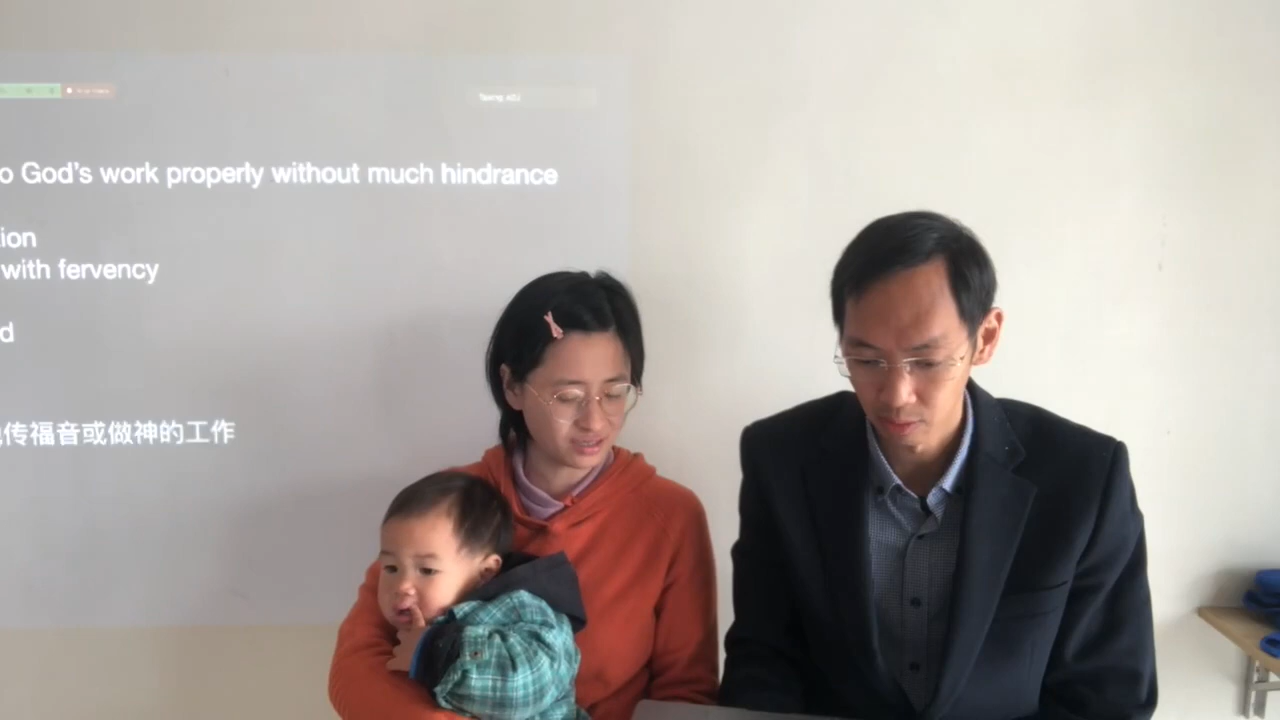 o God's work properly without much hindrance
ion
with fervency
d
传福音或做神的工作